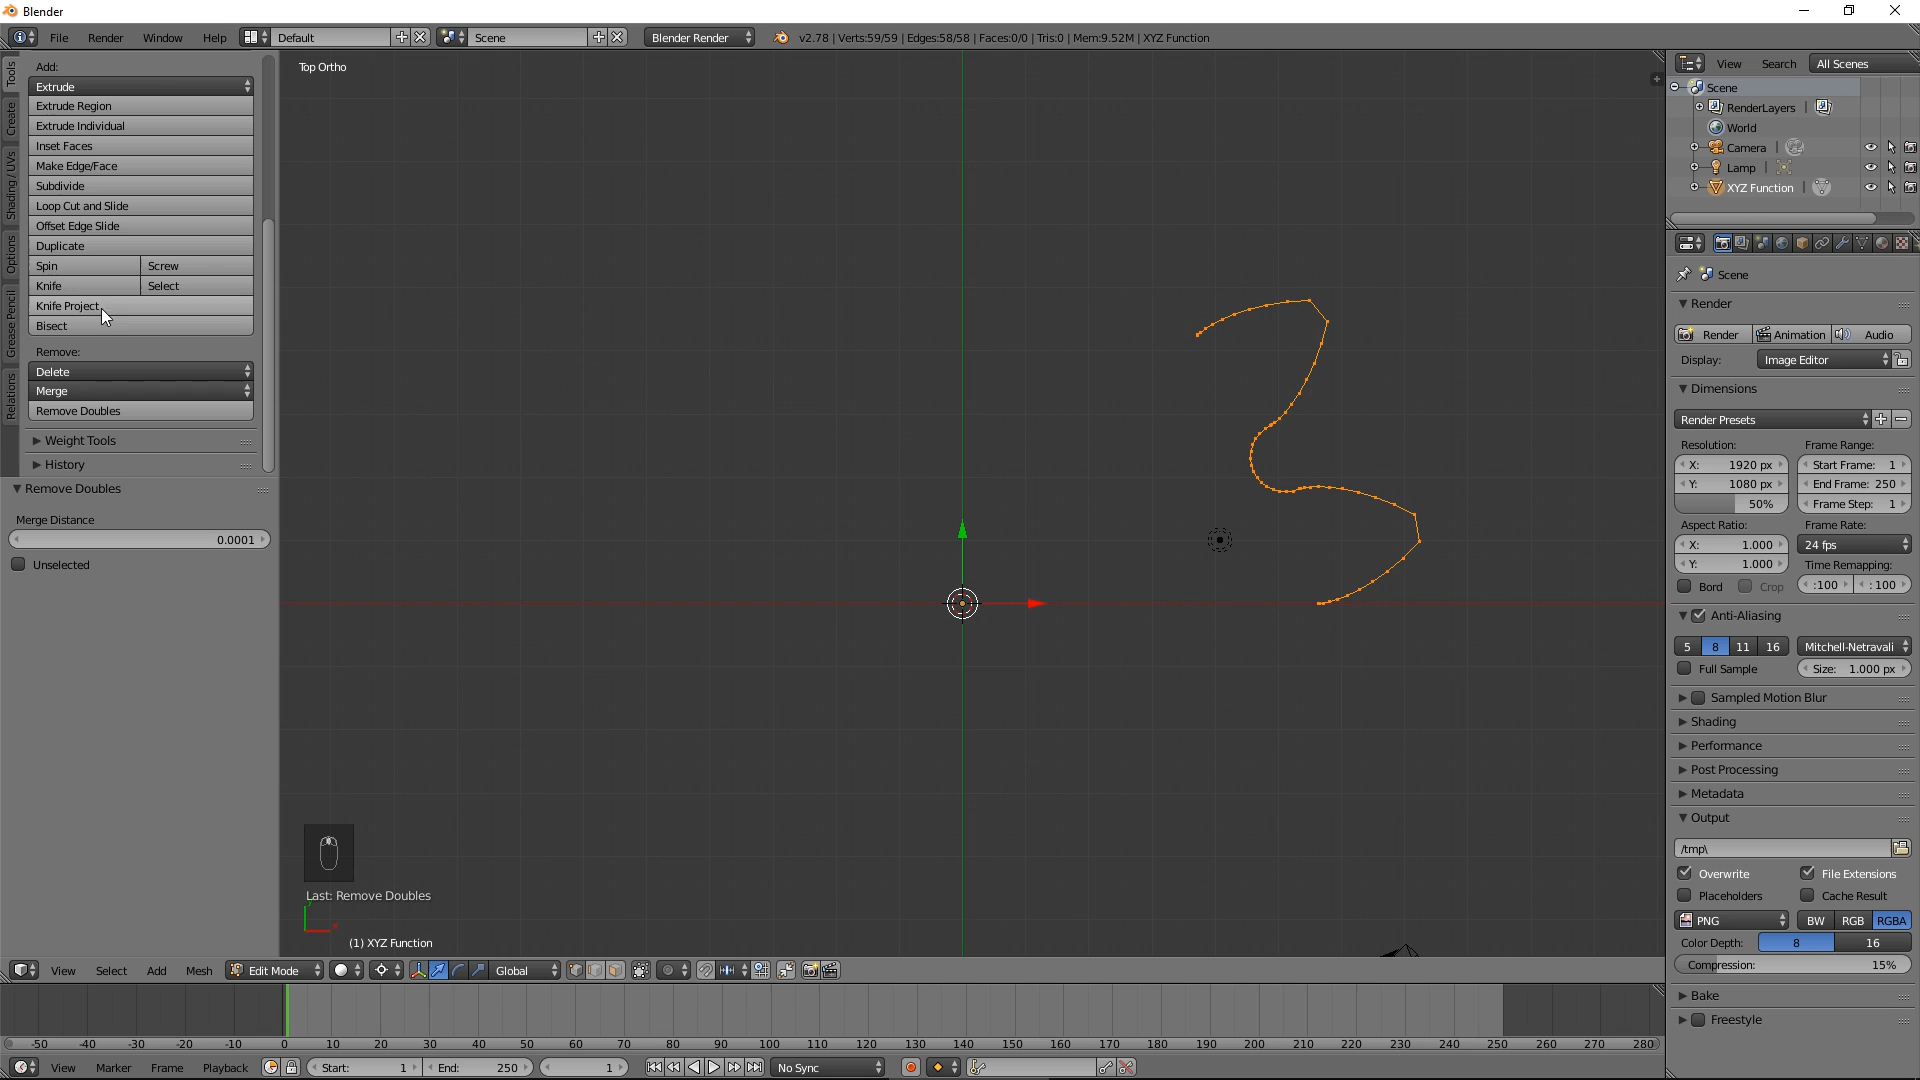 Blender
File Render Window Help Default Scene Blender Render v2.78 | Verts:59/59 | Edges:58/58 | Faces:0/0 | Tris:0 | Mem:9.52M | XYZ Function
Tools
Create
Shading / UVs
Options
Grease Pencil
Relations
Add:
Extrude
Extrude Region
Extrude Individual
Inset Faces
Make Edge/Face
Subdivide
Loop Cut and Slide
Offset Edge Slide
Duplicate
Spin Screw
Knife Select
Knife Project
Bisect
Remove:
Delete
Merge
Remove Doubles
Weight Tools
History
Remove Doubles
Merge Distance
0.0001
Unselected
Top Ortho
Last: Remove Doubles
(1) XYZ Function
View Select Add Mesh Edit Mode Global
-50 -40 -30 -20 -10 0 10 20 30 40 50 60 70 80 90 100 110 120 130 140 150 160 170 180 190 200 210 220 230 240 250 260 270 280
View Marker Frame Playback Start: 1 End: 250 1 No Sync
View Search All Scenes
Scene
RenderLayers |
World
Camera |
Lamp |
XYZ Function |
Scene
Render
Render Animation Audio
Display: Image Editor
Dimensions
Render Presets
Resolution: Frame Range:
X: 1920 px Start Frame: 1
Y: 1080 px End Frame: 250
50% Frame Step: 1
Aspect Ratio: Frame Rate:
X: 1.000 24 fps
Y: 1.000 Time Remapping:
Bord Crop :100 : 100
Anti-Aliasing
5 8 11 16 Mitchell-Netravali
Full Sample Size: 1.000 px
Sampled Motion Blur
Shading
Performance
Post Processing
Metadata
Output
/tmp\
Overwrite File Extensions
Placeholders Cache Result
PNG BW RGB RGBA
Color Depth: 8 16
Compression: 15%
Bake
Freestyle